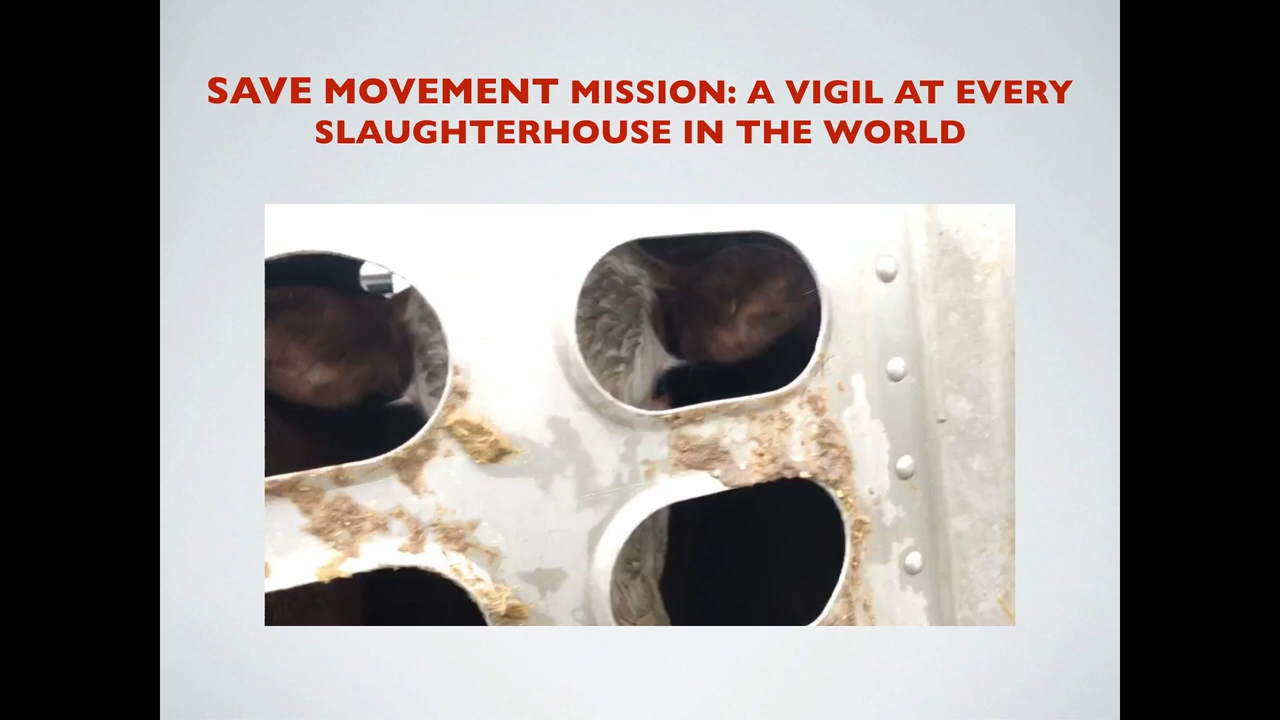 SAVE MOVEMENT MISSION: A VIGIL AT EVERY
SLAUGHTERHOUSE IN THE WORLD